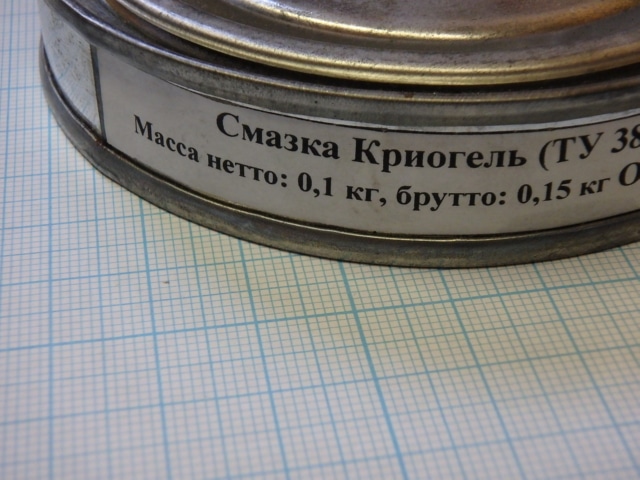 Смазка Криогель (ТУ 38
Масса нетто: 0,1 кг, брутто: 0,15 кг О